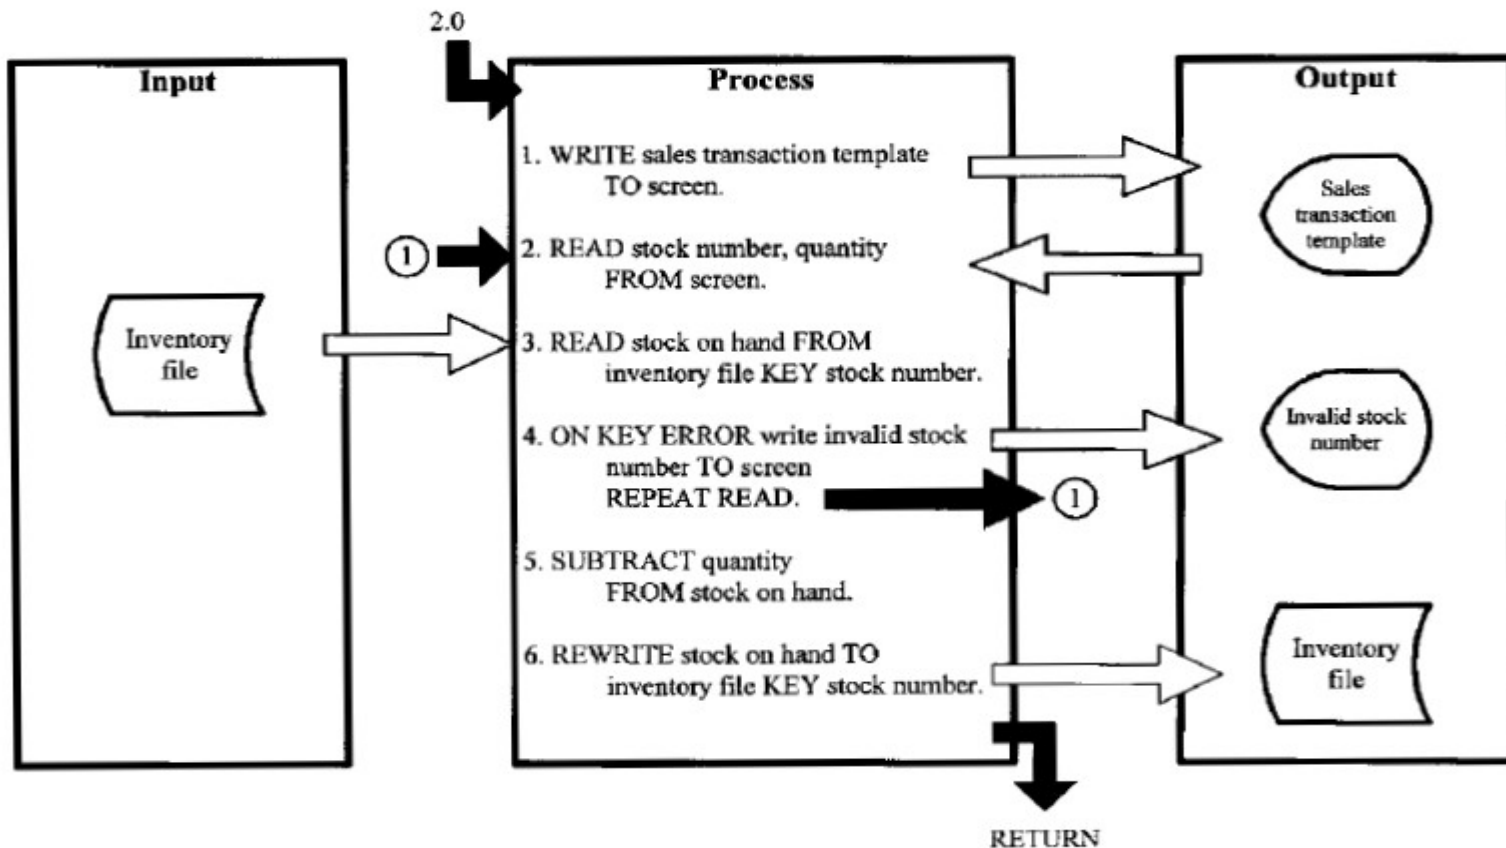 2.0
Input
Process
Output
1. WRITE sales transaction template
TO screen.
Sales
transaction
template
1
2. READ stock number, quantity
FROM screen.
Inventory
file
3. READ stock on hand FROM
inventory file KEY stock number.
4. ON KEY ERROR write invalid stock
number TO screen
REPEAT READ.
Invalid stock
number
1
5. SUBTRACT quantity
FROM stock on hand.
6. REWRITE stock on hand TO
inventory file KEY stock number.
Inventory
file
RETURN